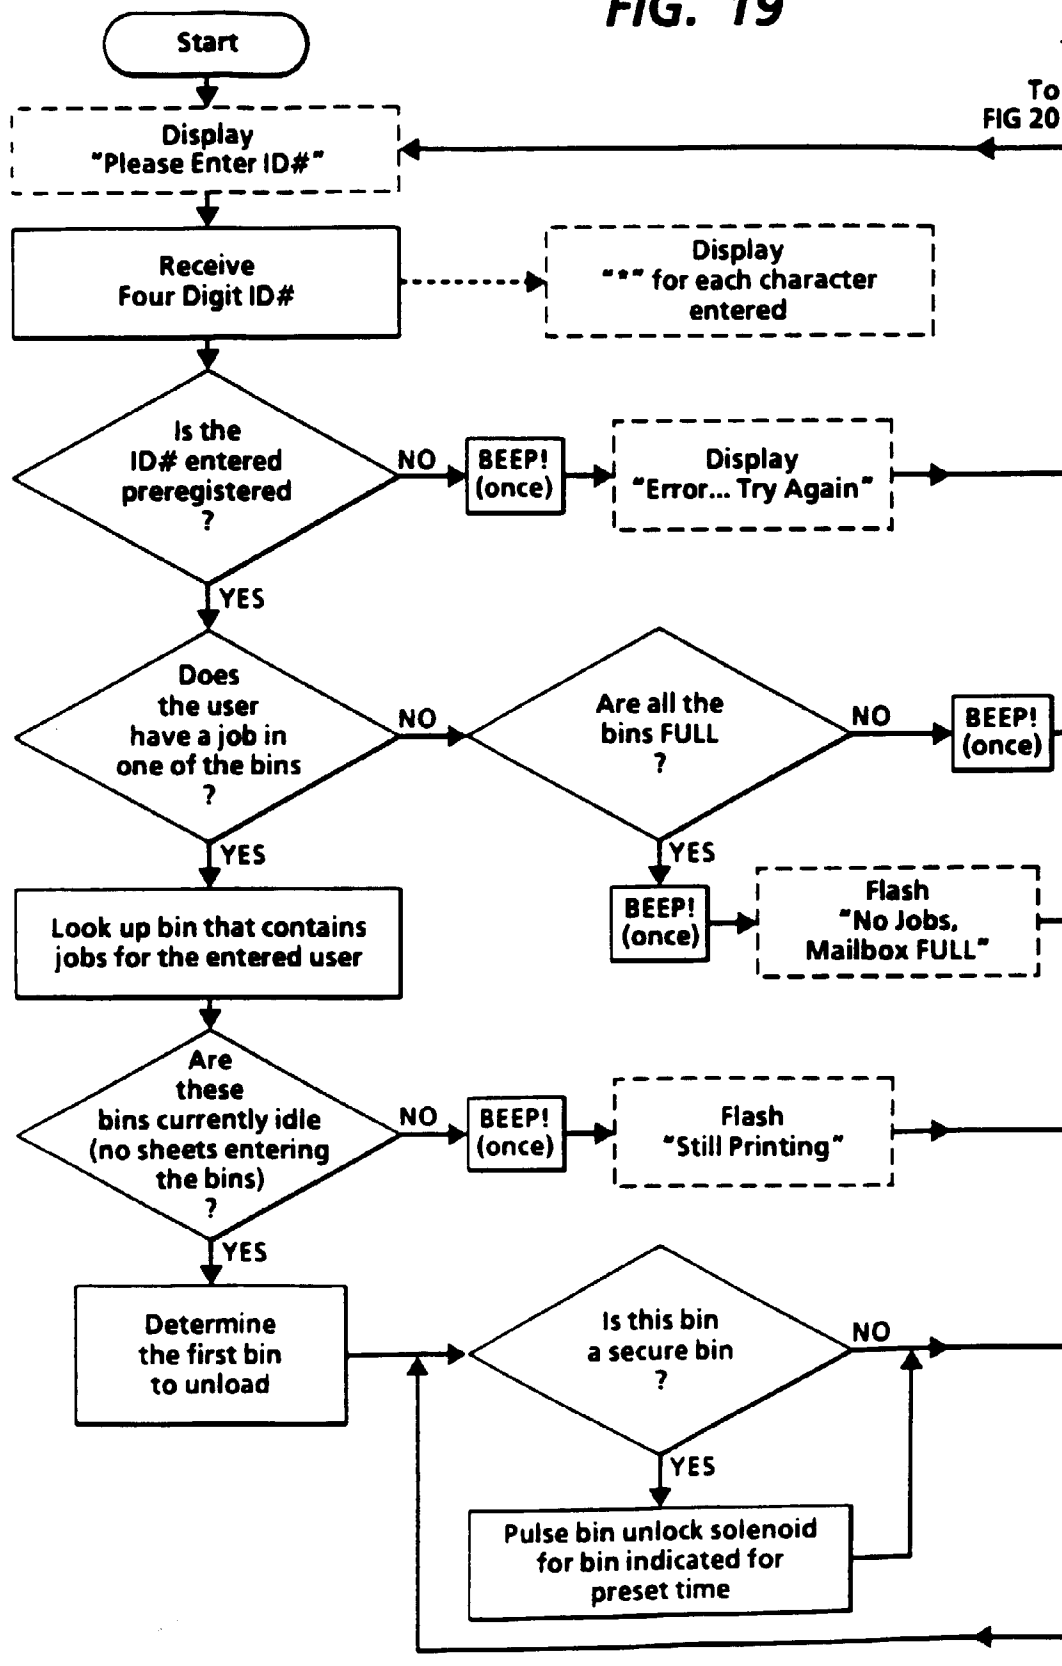 FIG. 19
Start
To
FIG 20
Display
"Please Enter ID#"
Receive
Four Digit ID#
Display
"*" for each character
entered
Is the
ID# entered
preregistered
?
NO
BEEP!
(once)
Display
"Error... Try Again"
YES
Does
the user
have a job in
one of the bins
?
NO
Are all the
bins FULL
?
NO
BEEP!
(once)
YES
YES
BEEP!
(once)
Flash
"No Jobs,
Mailbox FULL"
Look up bin that contains
jobs for the entered user
Are
these
bins currently idle
(no sheets entering
the bins)
?
NO
BEEP!
(once)
Flash
"Still Printing"
YES
Determine
the first bin
to unload
Is this bin
a secure bin
?
NO
YES
Pulse bin unlock solenoid
for bin indicated for
preset time